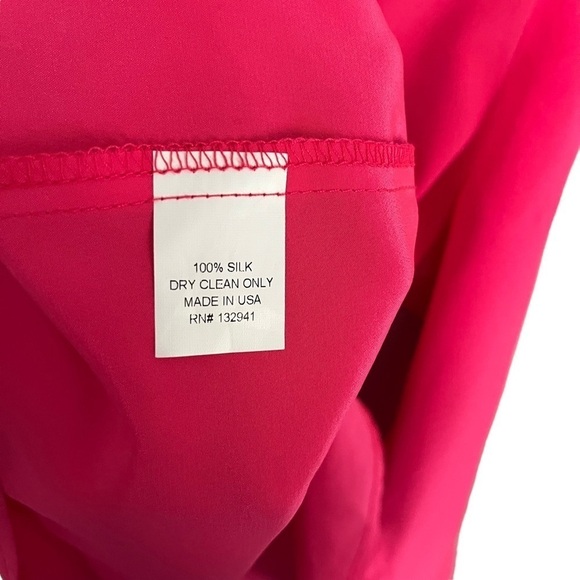 100% SILK
DRY CLEAN ONLY
MADE IN USA
RN# 132941